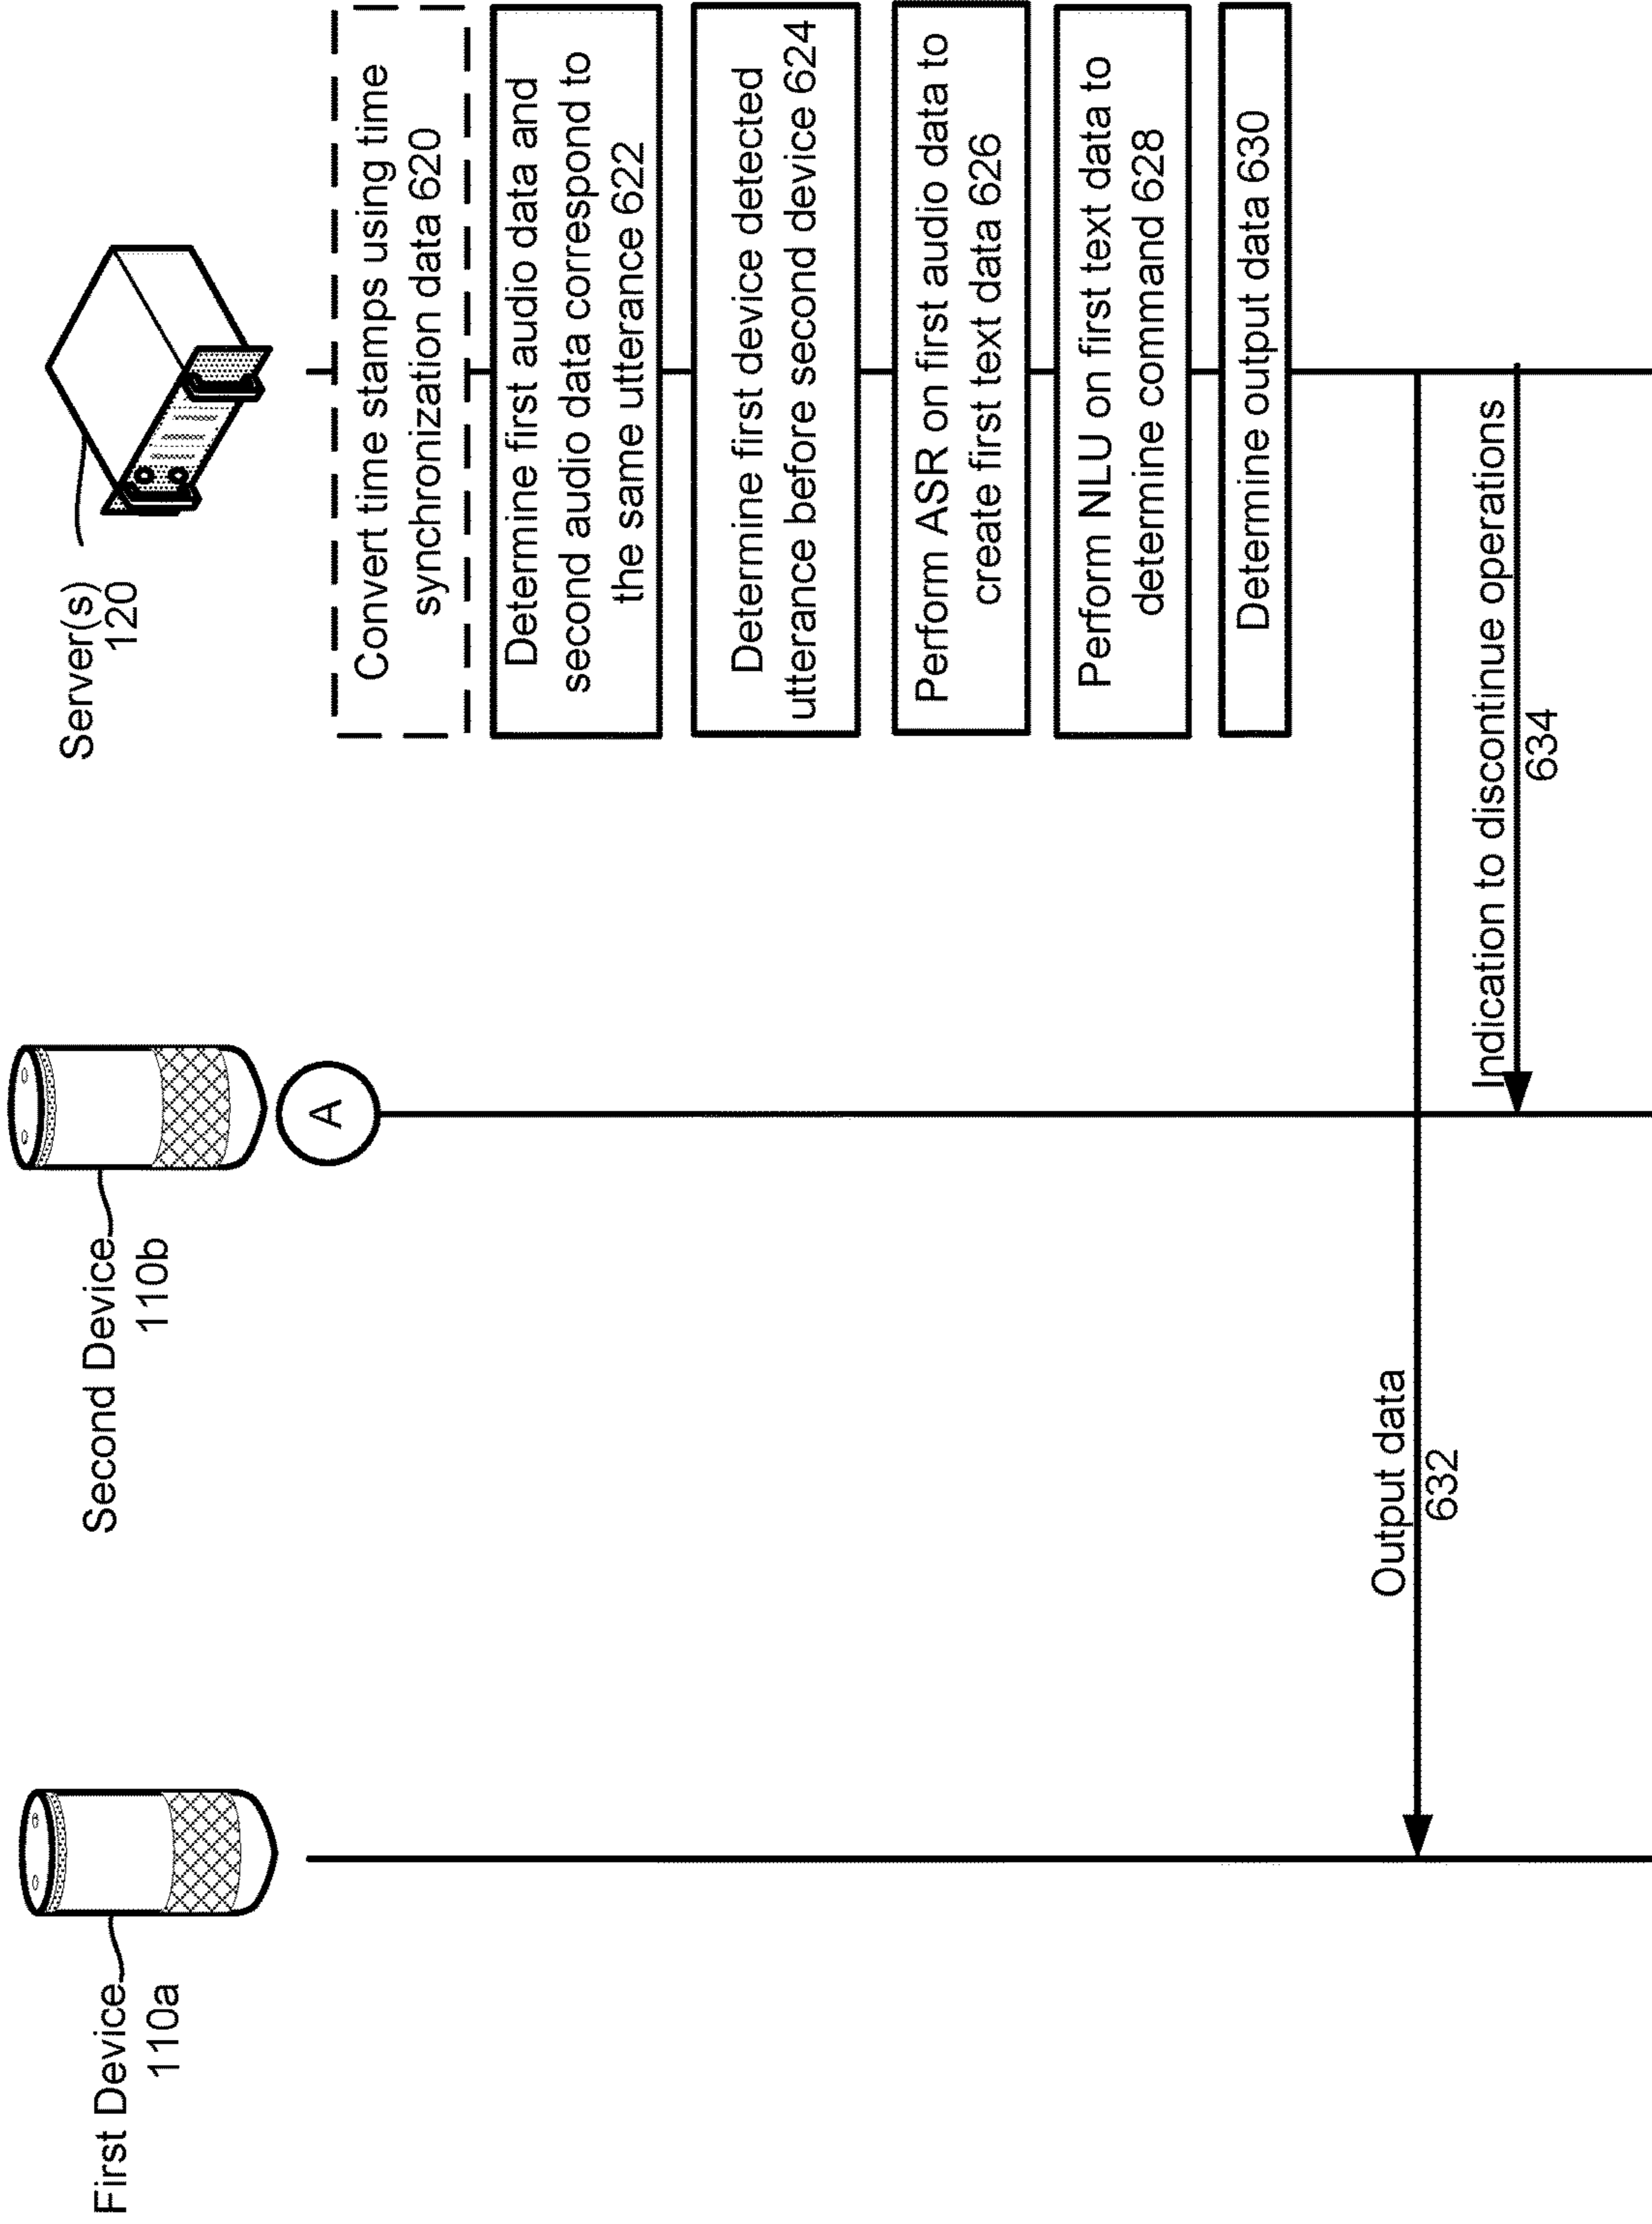 First Device
110a
Second Device
110b
A
Server(s)
120
Convert time stamps using time
synchronization data 620
Determine first audio data and
second audio data correspond to
the same utterance 622
Determine first device detected
utterance before second device 624
Perform ASR on first audio data to
create first text data 626
Perform NLU on first text data to
determine command 628
Determine output data 630
Output data
632
Indication to discontinue operations
634